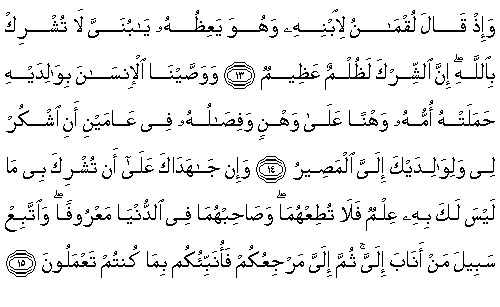 وَإِذْ قَالَ لُقْمَـٰنُ لِٱبْنِهِۦ وَهُوَ يَعِظُهُۥ يَـٰبُنَىَّ لَا تُشْرِكْ
بِٱللَّهِ ۖ إِنَّ ٱلشِّرْكَ لَظُلْمٌ عَظِيمٌ ١٣ وَوَصَّيْنَا ٱلْإِنسَـٰنَ بِوَٰلِدَيْهِ
حَمَلَتْهُ أُمُّهُۥ وَهْنًا عَلَىٰ وَهْنٍ وَفِصَـٰلُهُۥ فِى عَامَيْنِ أَنِ ٱشْكُرْ
لِى وَلِوَٰلِدَيْكَ إِلَىَّ ٱلْمَصِيرُ ١٤ وَإِن جَـٰهَدَاكَ عَلَىٰٓ أَن تُشْرِكَ بِى مَا
لَيْسَ لَكَ بِهِۦ عِلْمٌ فَلَا تُطِعْهُمَا ۖ وَصَاحِبْهُمَا فِى ٱلدُّنْيَا مَعْرُوفًا ۖ وَٱتَّبِعْ
سَبِيلَ مَنْ أَنَابَ إِلَىَّ ۚ ثُمَّ إِلَىَّ مَرْجِعُكُمْ فَأُنَبِّئُكُم بِمَا كُنتُمْ تَعْمَلُونَ ١٥